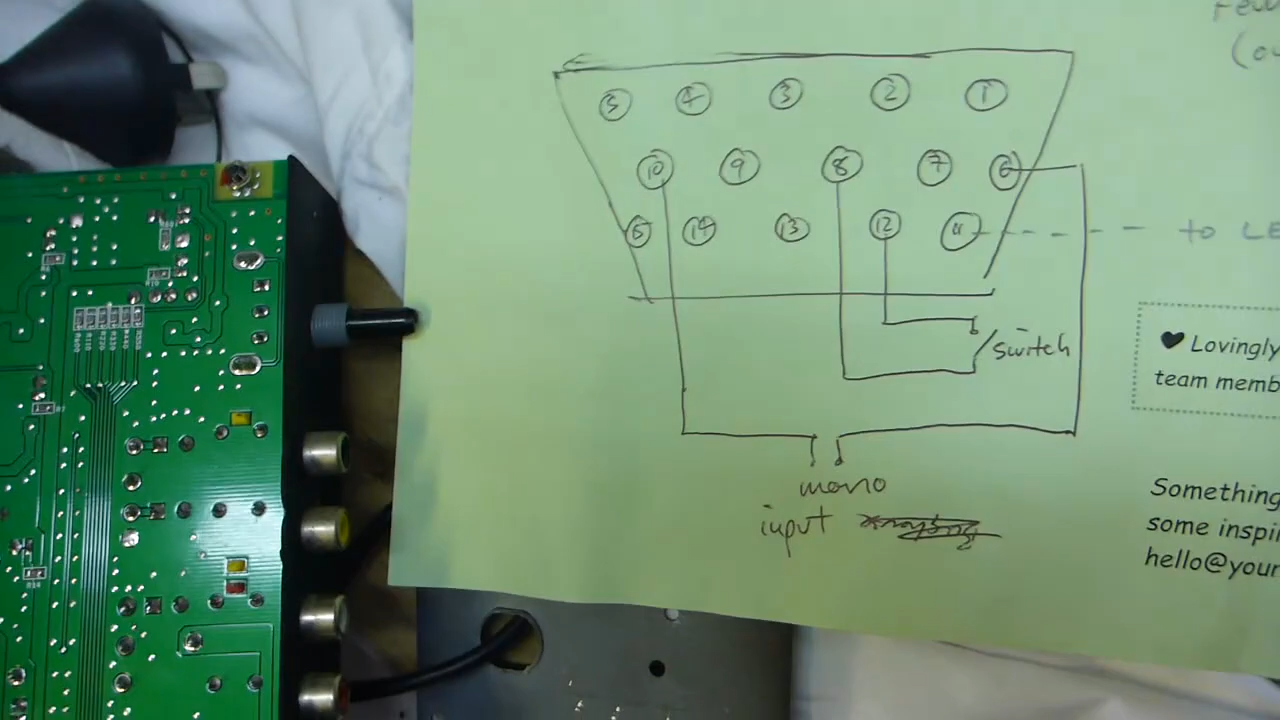 (o
5 4 3 2 1
10 9 8 7 6
15 14 13 12 11 to LE
switch
♥ Lovingly
team memb
mono
input
Something
some inspi
hello@your